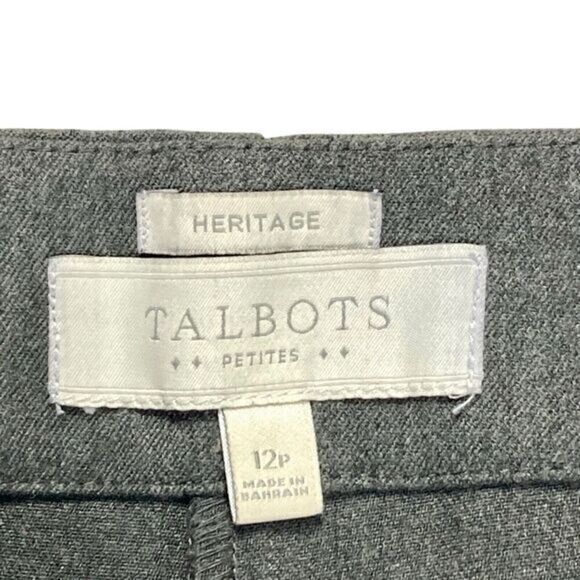 HERITAGE
TALBOTS
PETITES
12P
MADE IN
BAHRAIN